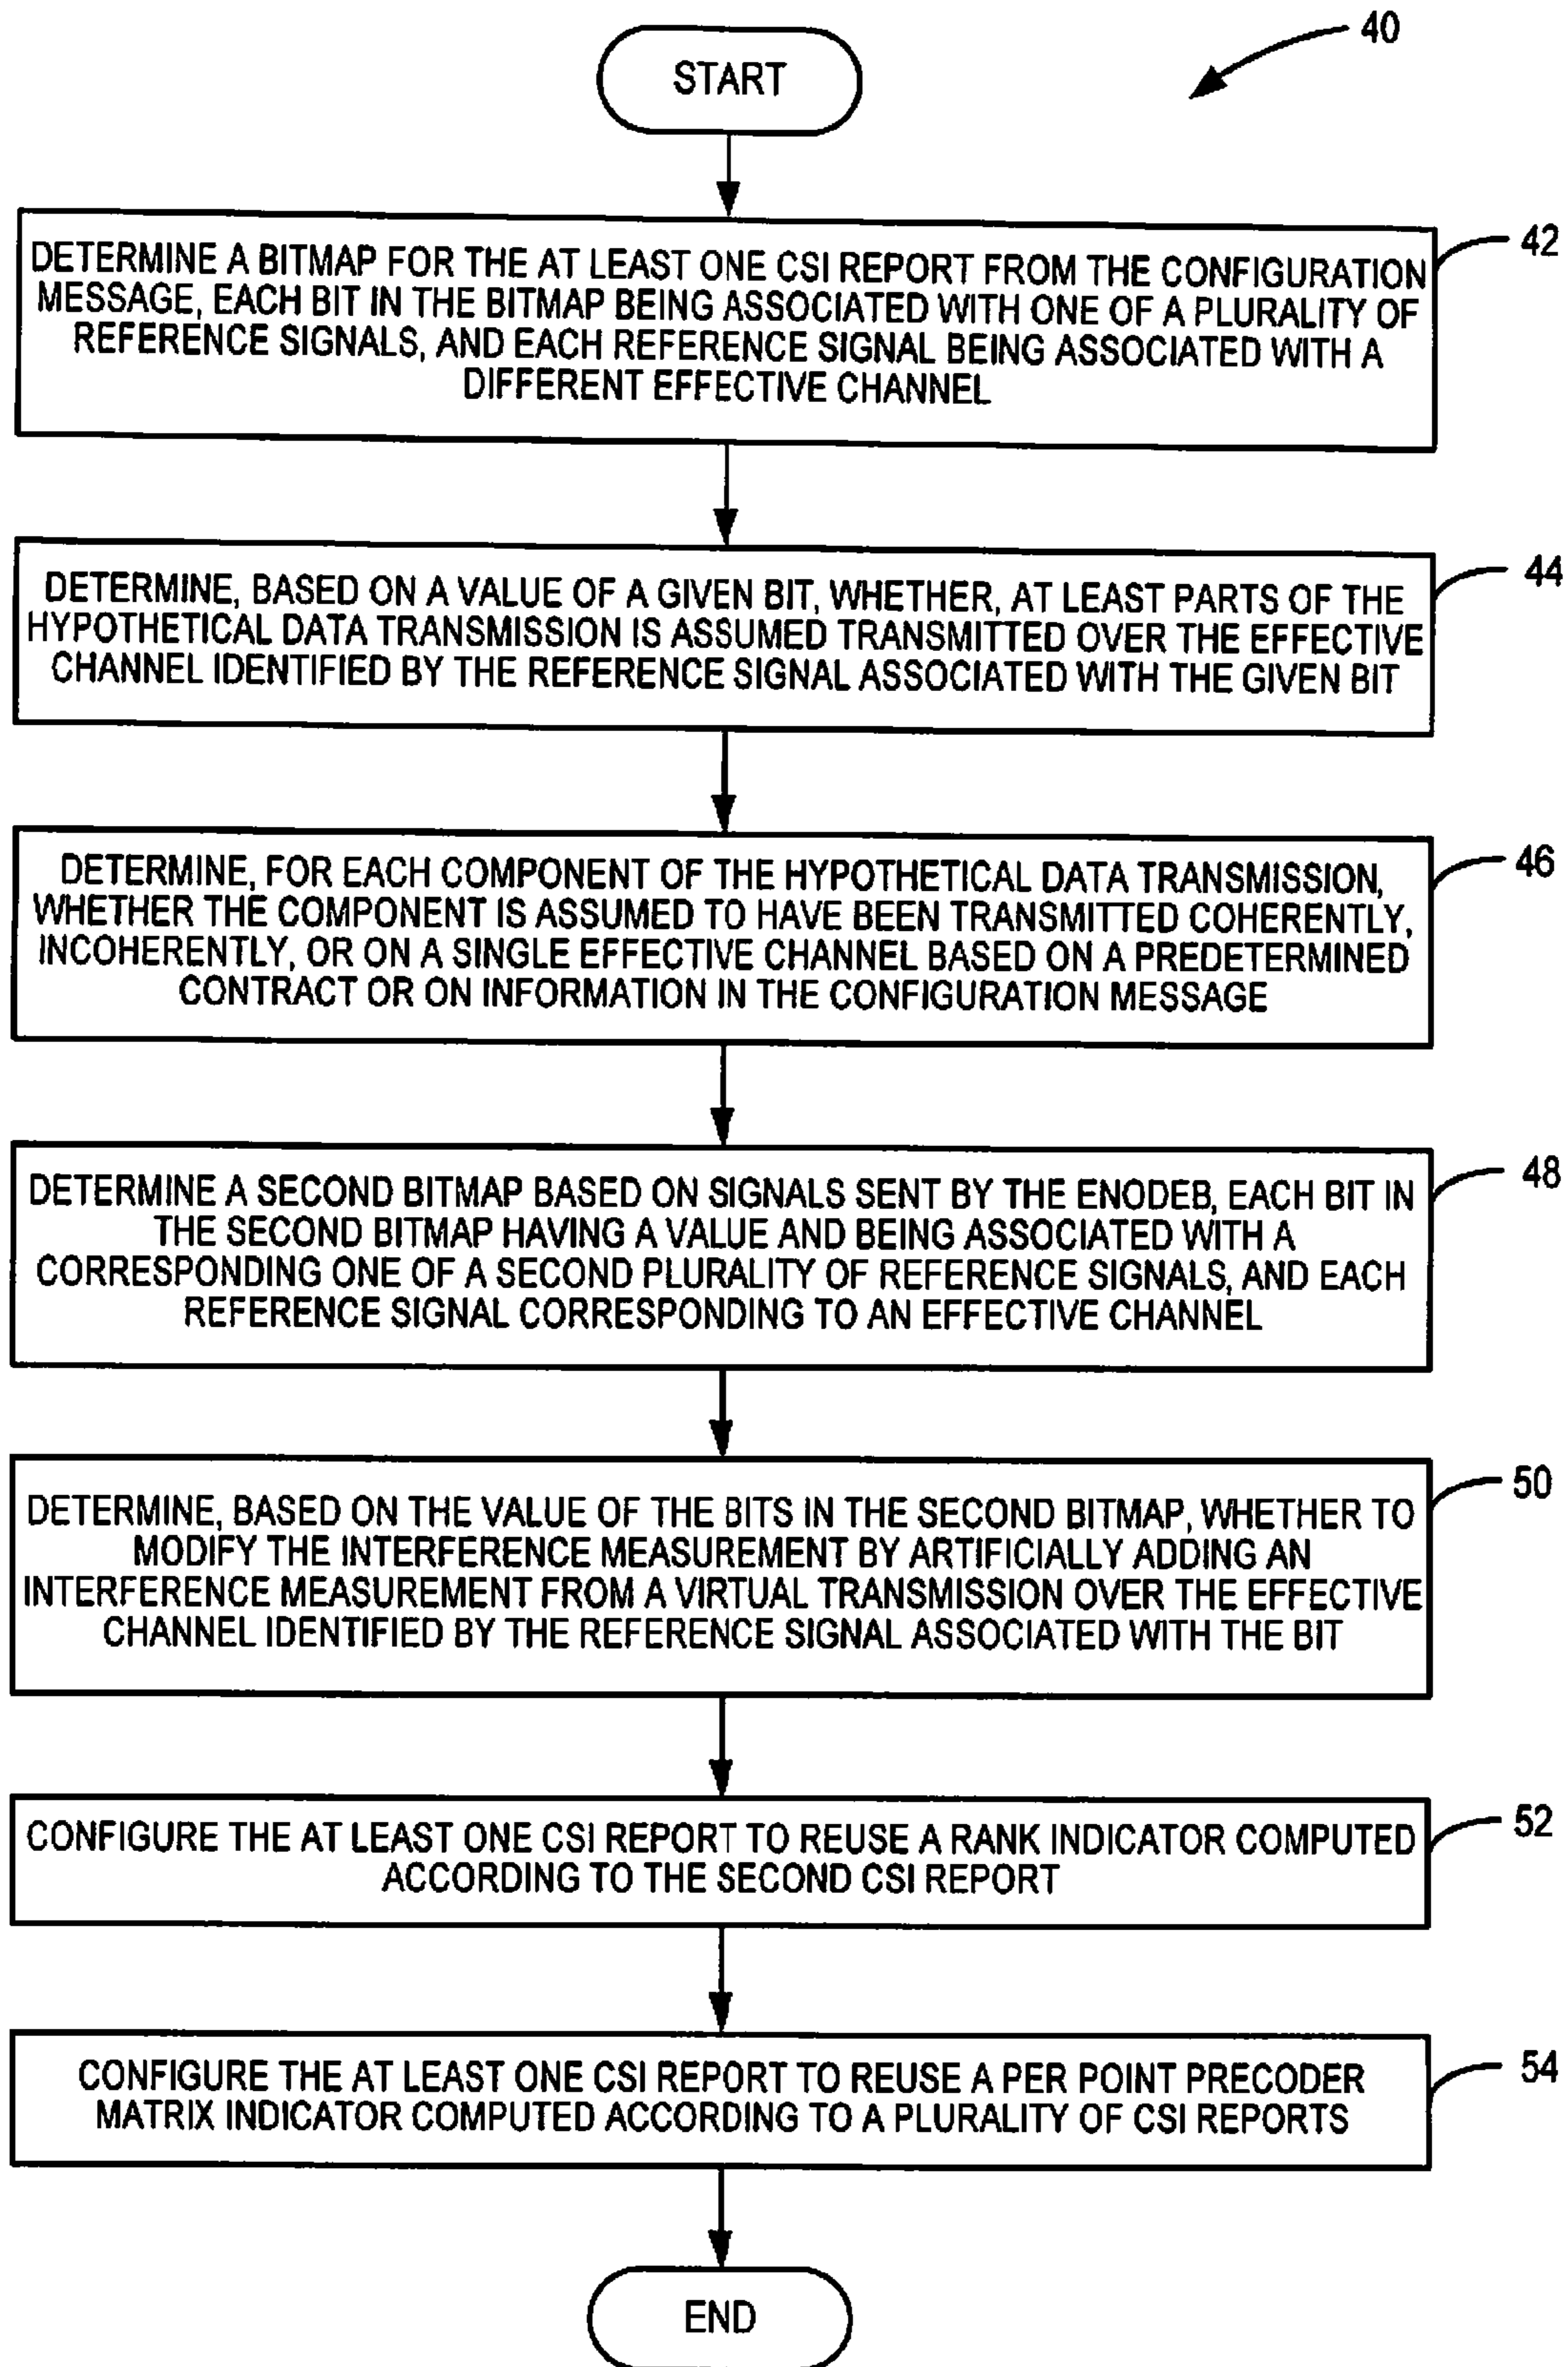 40
START
42
DETERMINE A BITMAP FOR THE AT LEAST ONE CSI REPORT FROM THE CONFIGURATION
MESSAGE, EACH BIT IN THE BITMAP BEING ASSOCIATED WITH ONE OF A PLURALITY OF
REFERENCE SIGNALS, AND EACH REFERENCE SIGNAL BEING ASSOCIATED WITH A
DIFFERENT EFFECTIVE CHANNEL
44
DETERMINE, BASED ON A VALUE OF A GIVEN BIT, WHETHER, AT LEAST PARTS OF THE
HYPOTHETICAL DATA TRANSMISSION IS ASSUMED TRANSMITTED OVER THE EFFECTIVE
CHANNEL IDENTIFIED BY THE REFERENCE SIGNAL ASSOCIATED WITH THE GIVEN BIT
46
DETERMINE, FOR EACH COMPONENT OF THE HYPOTHETICAL DATA TRANSMISSION,
WHETHER THE COMPONENT IS ASSUMED TO HAVE BEEN TRANSMITTED COHERENTLY,
INCOHERENTLY, OR ON A SINGLE EFFECTIVE CHANNEL BASED ON A PREDETERMINED
CONTRACT OR ON INFORMATION IN THE CONFIGURATION MESSAGE
48
DETERMINE A SECOND BITMAP BASED ON SIGNALS SENT BY THE ENODEB, EACH BIT IN
THE SECOND BITMAP HAVING A VALUE AND BEING ASSOCIATED WITH A
CORRESPONDING ONE OF A SECOND PLURALITY OF REFERENCE SIGNALS, AND EACH
REFERENCE SIGNAL CORRESPONDING TO AN EFFECTIVE CHANNEL
50
DETERMINE, BASED ON THE VALUE OF THE BITS IN THE SECOND BITMAP, WHETHER TO
MODIFY THE INTERFERENCE MEASUREMENT BY ARTIFICIALLY ADDING AN
INTERFERENCE MEASUREMENT FROM A VIRTUAL TRANSMISSION OVER THE EFFECTIVE
CHANNEL IDENTIFIED BY THE REFERENCE SIGNAL ASSOCIATED WITH THE BIT
52
CONFIGURE THE AT LEAST ONE CSI REPORT TO REUSE A RANK INDICATOR COMPUTED
ACCORDING TO THE SECOND CSI REPORT
54
CONFIGURE THE AT LEAST ONE CSI REPORT TO REUSE A PER POINT PRECODER
MATRIX INDICATOR COMPUTED ACCORDING TO A PLURALITY OF CSI REPORTS
END